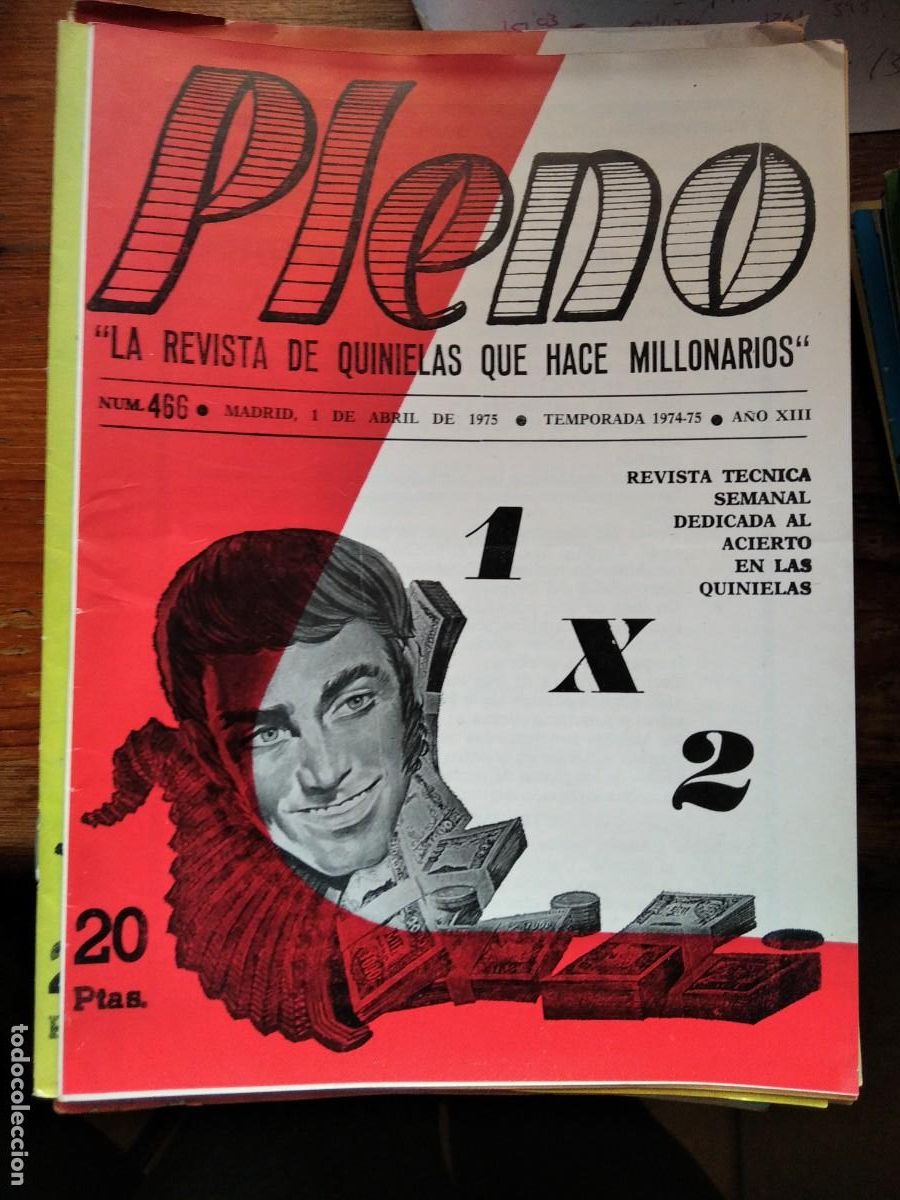 Pleno
"LA REVISTA DE QUINIELAS QUE HACE MILLONARIOS"
NUM. 466 • MADRID, 1 DE ABRIL DE 1975 • TEMPORADA 1974-75 • AÑO XIII
REVISTA TECNICA
SEMANAL
DEDICADA AL
ACIERTO
EN LAS
QUINIELAS
1
X
2
20
Ptas.
todocoleccion